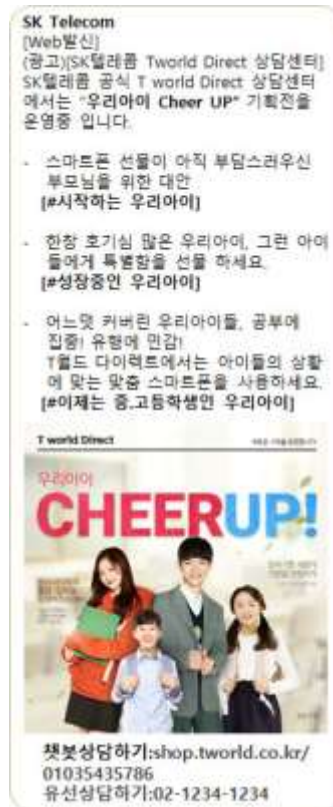 SK Telecom
[Web발신]
(광고)[SK텔레콤 Tworld Direct 상담센터]
SK텔레콤 공식 T world Direct 상담센터
에서는 "우리아이 Cheer UP" 기획전을
운영중 입니다.
- 스마트폰 선물이 아직 부담스러우신
부모님을 위한 대안
[#시작하는 우리아이]
- 한창 호기심 많은 우리아이, 그런 아이
들에게 특별함을 선물 하세요.
[#성장중인 우리아이]
- 어느덧 커버린 우리아이들, 공부에
집중! 유행에 민감!
T월드 다이렉트에서는 아이들의 상황
에 맞는 맞춤 스마트폰을 사용하세요.
[#이제는 중.고등학생인 우리아이]
T world Direct
우리아이
CHEERUP!
챗봇상담하기:shop.tworld.co.kr/
01035435786
유선상담하기:02-1234-1234